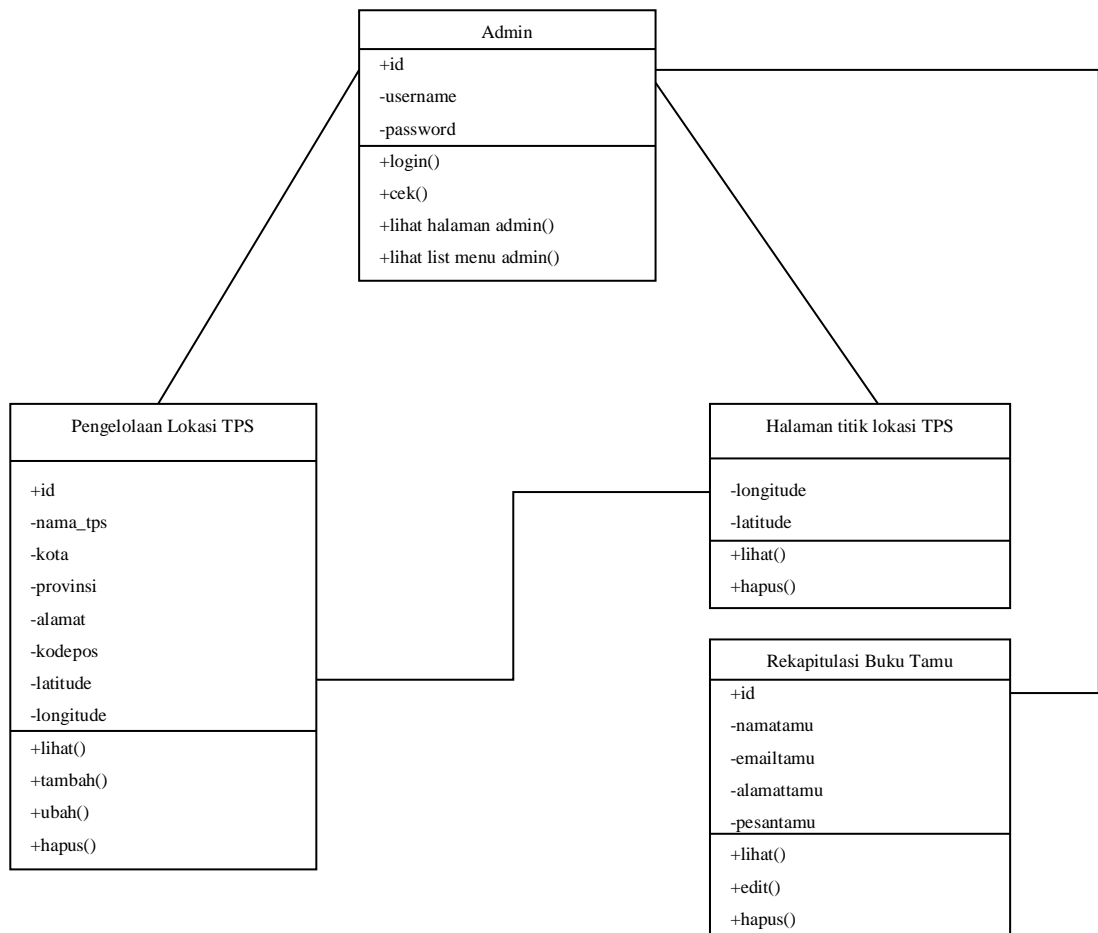 Admin
+id
-username
-password
+login()
+cek()
+lihat halaman admin()
+lihat list menu admin()
Pengelolaan Lokasi TPS
+id
-nama_tps
-kota
-provinsi
-alamat
-kodepos
-latitude
-longitude
+lihat()
+tambah()
+ubah()
+hapus()
Halaman titik lokasi TPS
-longitude
-latitude
+lihat()
+hapus()
Rekapitulasi Buku Tamu
+id
-namatamu
-emailtamu
-alamattamu
-pesantamu
+lihat()
+edit()
+hapus()